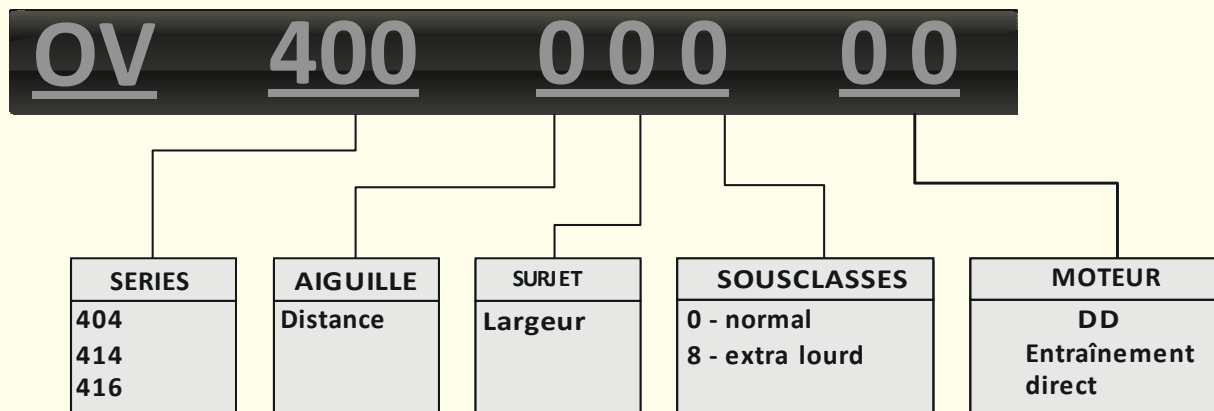 OV 400 0 0 0 0 0
SERIES
404
414
416
AIGUILLE
Distance
SURJET
Largeur
SOUSCLASSES
0 - normal
8 - extra lourd
MOTEUR
DD
Entraînement
direct